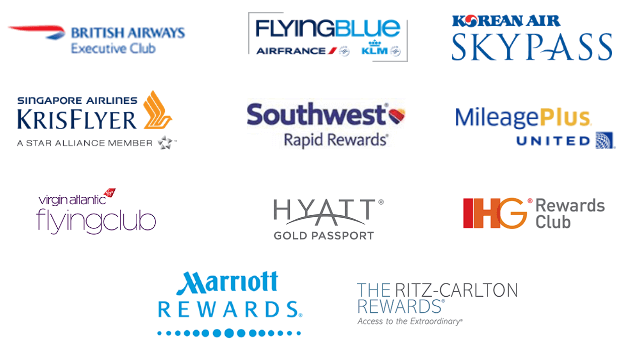 BRITISH AIRWAYS
Executive Club
FLYINGBLUE
AIRFRANCE KLM
KOREAN AIR
SKYPASS
SINGAPORE AIRLINES
KRISFLYER
A STAR ALLIANCE MEMBER
Southwest®
Rapid Rewards®
MileagePlus
UNITED
virgin atlantic
flyingclub
HYATT®
GOLD PASSPORT
IHG® Rewards
Club
Marriott
REWARDS®
THE RITZ-CARLTON
REWARDS®
Access to the Extraordinary®